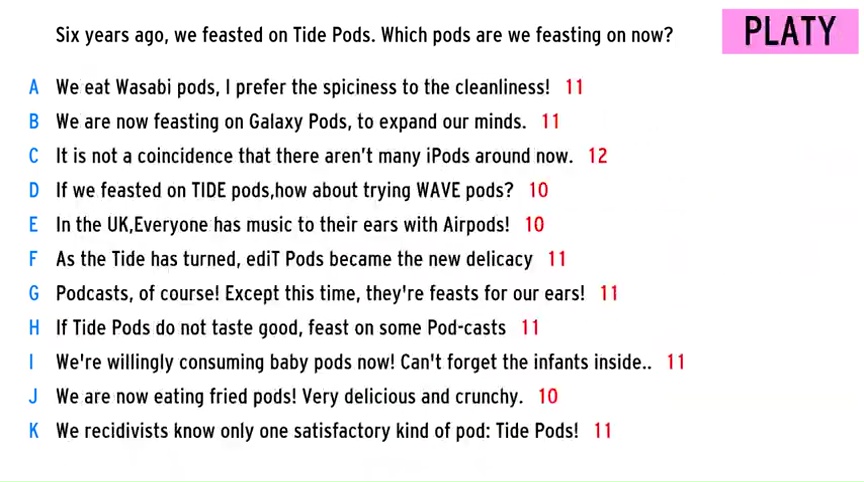 Six years ago, we feasted on Tide Pods. Which pods are we feasting on now?
PLATY
A We eat Wasabi pods, I prefer the spiciness to the cleanliness! 11
B We are now feasting on Galaxy Pods, to expand our minds. 11
C It is not a coincidence that there aren't many iPods around now. 12
D If we feasted on TIDE pods,how about trying WAVE pods? 10
E In the UK,Everyone has music to their ears with Airpods! 10
F As the Tide has turned, ediT Pods became the new delicacy 11
G Podcasts, of course! Except this time, they're feasts for our ears! 11
H If Tide Pods do not taste good, feast on some Pod-casts 11
I We're willingly consuming baby pods now! Can't forget the infants inside.. 11
J We are now eating fried pods! Very delicious and crunchy. 10
K We recidivists know only one satisfactory kind of pod: Tide Pods! 11